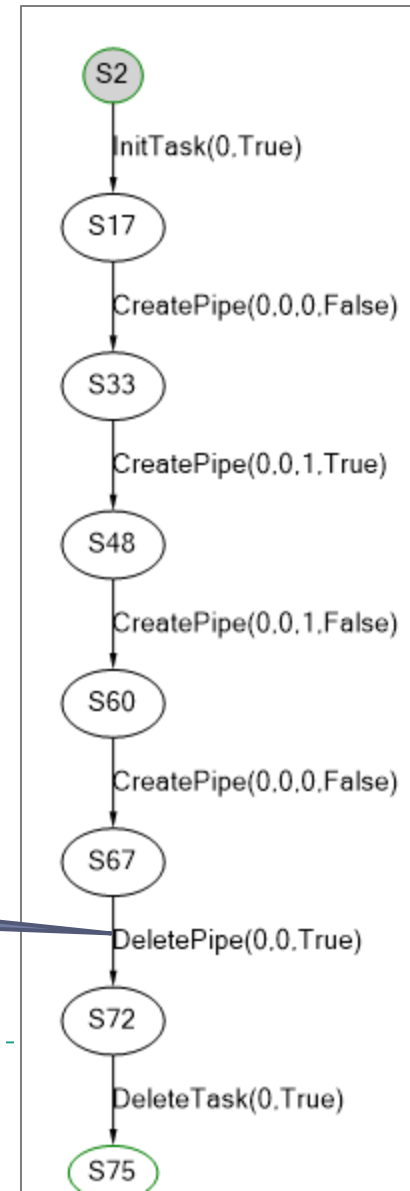 S2
InitTask(0,True)
S17
CreatePipe(0,0,0,False)
S33
CreatePipe(0,0,1,True)
S48
CreatePipe(0,0,1,False)
S60
CreatePipe(0,0,0,False)
S67
DeletePipe(0,0,True)
S72
DeleteTask(0,True)
S75